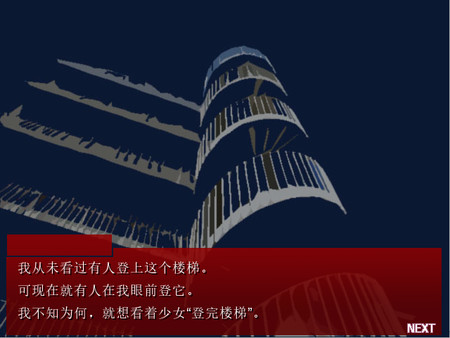 我从未看过有人登上这个楼梯。
可现在就有人在我眼前登它。
我不知为何，就想看着少女“登完楼梯”。
NEXT